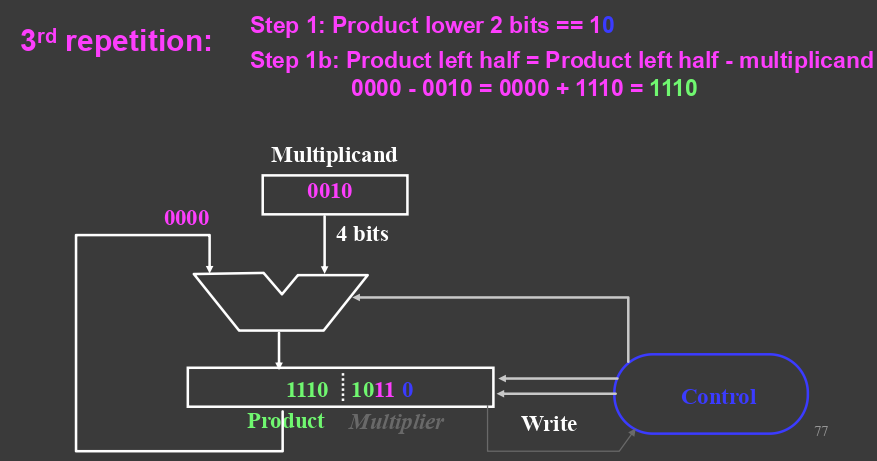 3rd repetition:
Step 1: Product lower 2 bits == 10
Step 1b: Product left half = Product left half - multiplicand
0000 - 0010 = 0000 + 1110 = 1110
Multiplicand
0010
0000
4 bits
1110 1011 0
Product Multiplier
Write
Control
77